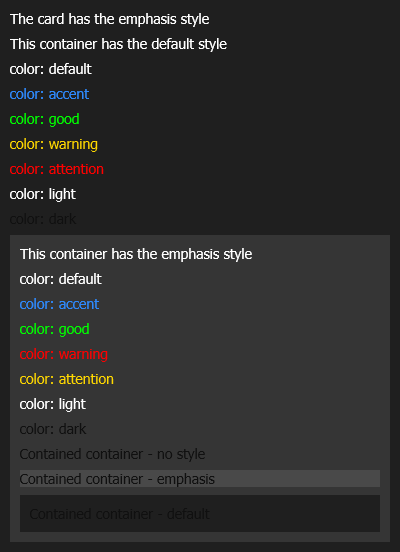 The card has the emphasis style
This container has the default style
color: default
color: accent
color: good
color: warning
color: attention
color: light
color: dark
This container has the emphasis style
color: default
color: accent
color: good
color: warning
color: attention
color: light
color: dark
Contained container - no style
Contained container - emphasis
Contained container - default